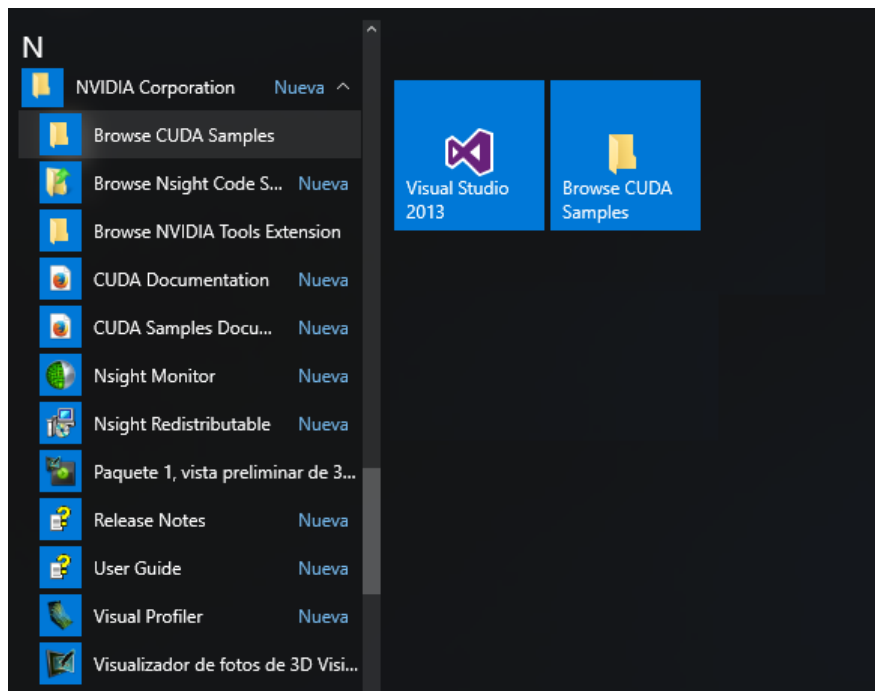 N
NVIDIA Corporation Nueva
Browse CUDA Samples
Browse Nsight Code S... Nueva
Browse NVIDIA Tools Extension
CUDA Documentation Nueva
CUDA Samples Docu... Nueva
Nsight Monitor Nueva
Nsight Redistributable Nueva
Paquete 1, vista preliminar de 3...
Release Notes Nueva
User Guide Nueva
Visual Profiler Nueva
Visualizador de fotos de 3D Visi...
Visual Studio
2013
Browse CUDA
Samples